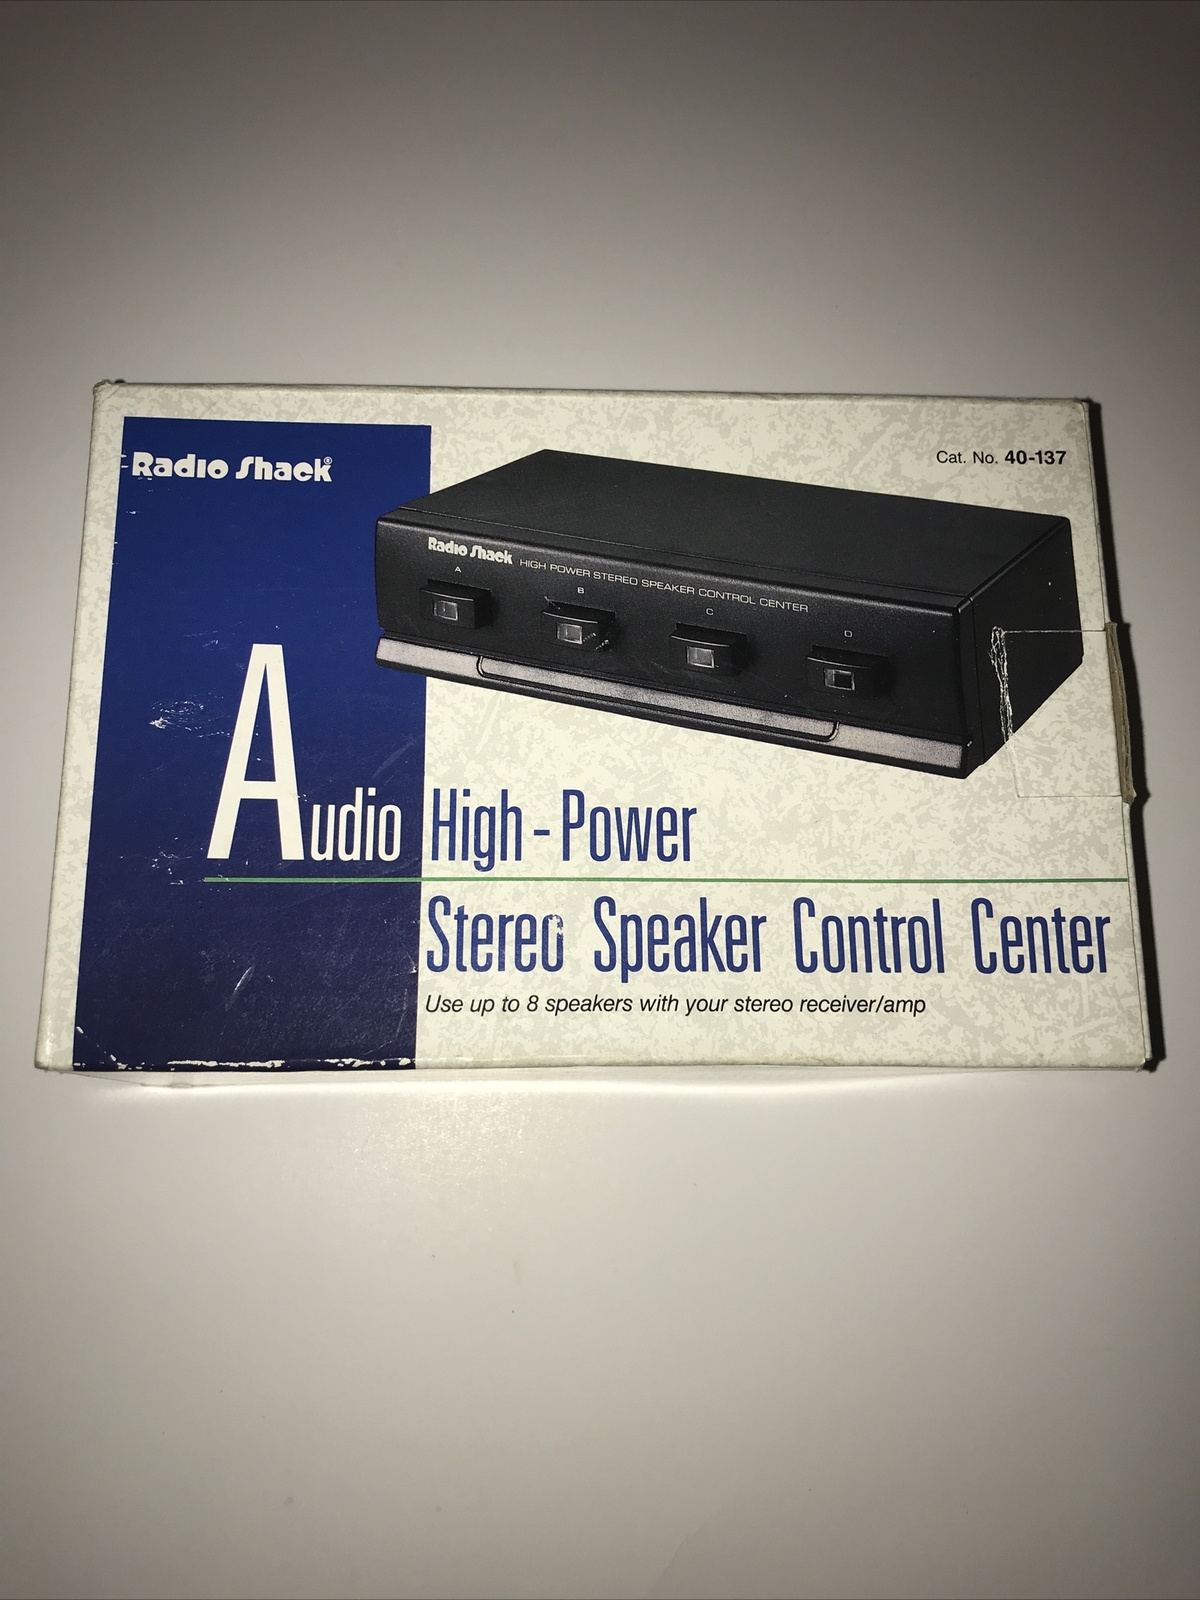 Radio Shack®
Cat. No. 40-137
Radio Shack HIGH POWER STEREO SPEAKER CONTROL CENTER
A
B
C
D
Audio High-Power
Stereo Speaker Control Center
Use up to 8 speakers with your stereo receiver/amp